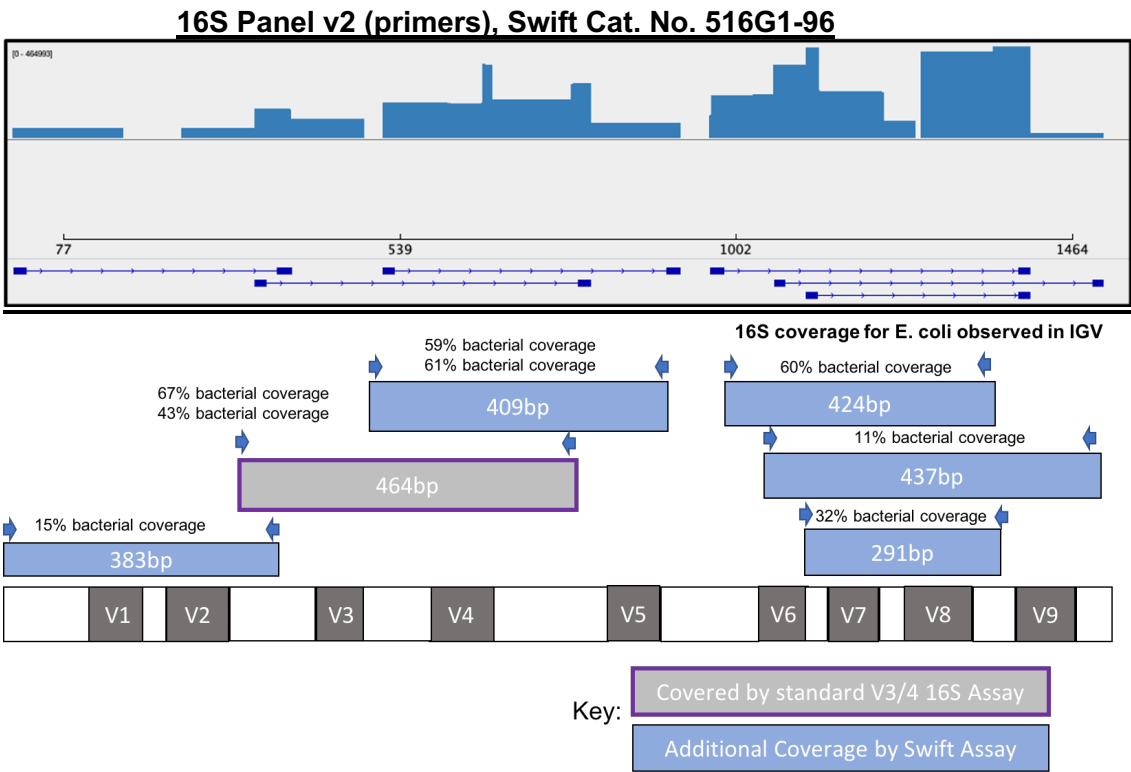 16S Panel v2 (primers), Swift Cat. No. 516G1-96
[0 - 464993]
77
539
1002
1464
16S coverage for E. coli observed in IGV
59% bacterial coverage
61% bacterial coverage
60% bacterial coverage
67% bacterial coverage
43% bacterial coverage
409bp
424bp
11% bacterial coverage
464bp
437bp
15% bacterial coverage
32% bacterial coverage
383bp
291bp
V1
V2
V3
V4
V5
V6
V7
V8
V9
Key:
Covered by standard V3/4 16S Assay
Additional Coverage by Swift Assay